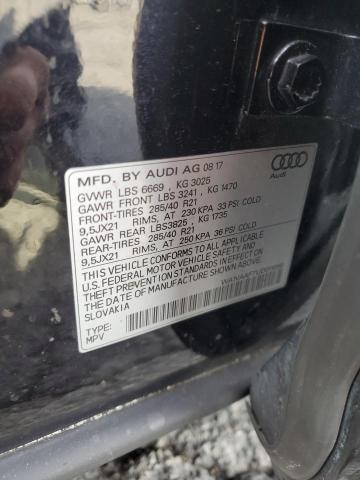 MFD. BY AUDI AG 08 17
GVWR LBS 6669 , KG 3025
GAWR FRONT LBS 3241 , KG 1470
FRONT-TIRES 285/40 R21
9,5JX21 RIMS, AT 230 KPA 33 PSI COLD
GAWR REAR LBS3825 , KG 1735
REAR-TIRES 285/40 R21
9,5JX21 RIMS, AT 250 KPA 36 PSI COLD
THIS VEHICLE CONFORMS TO ALL APPLICABLE
U.S. FEDERAL MOTOR VEHICLE SAFETY AND
THEFT PREVENTION STANDARDS IN EFFECT ON
THE DATE OF MANUFACTURE SHOWN ABOVE.
SLOVAKIA
TYPE:
MPV
Audi